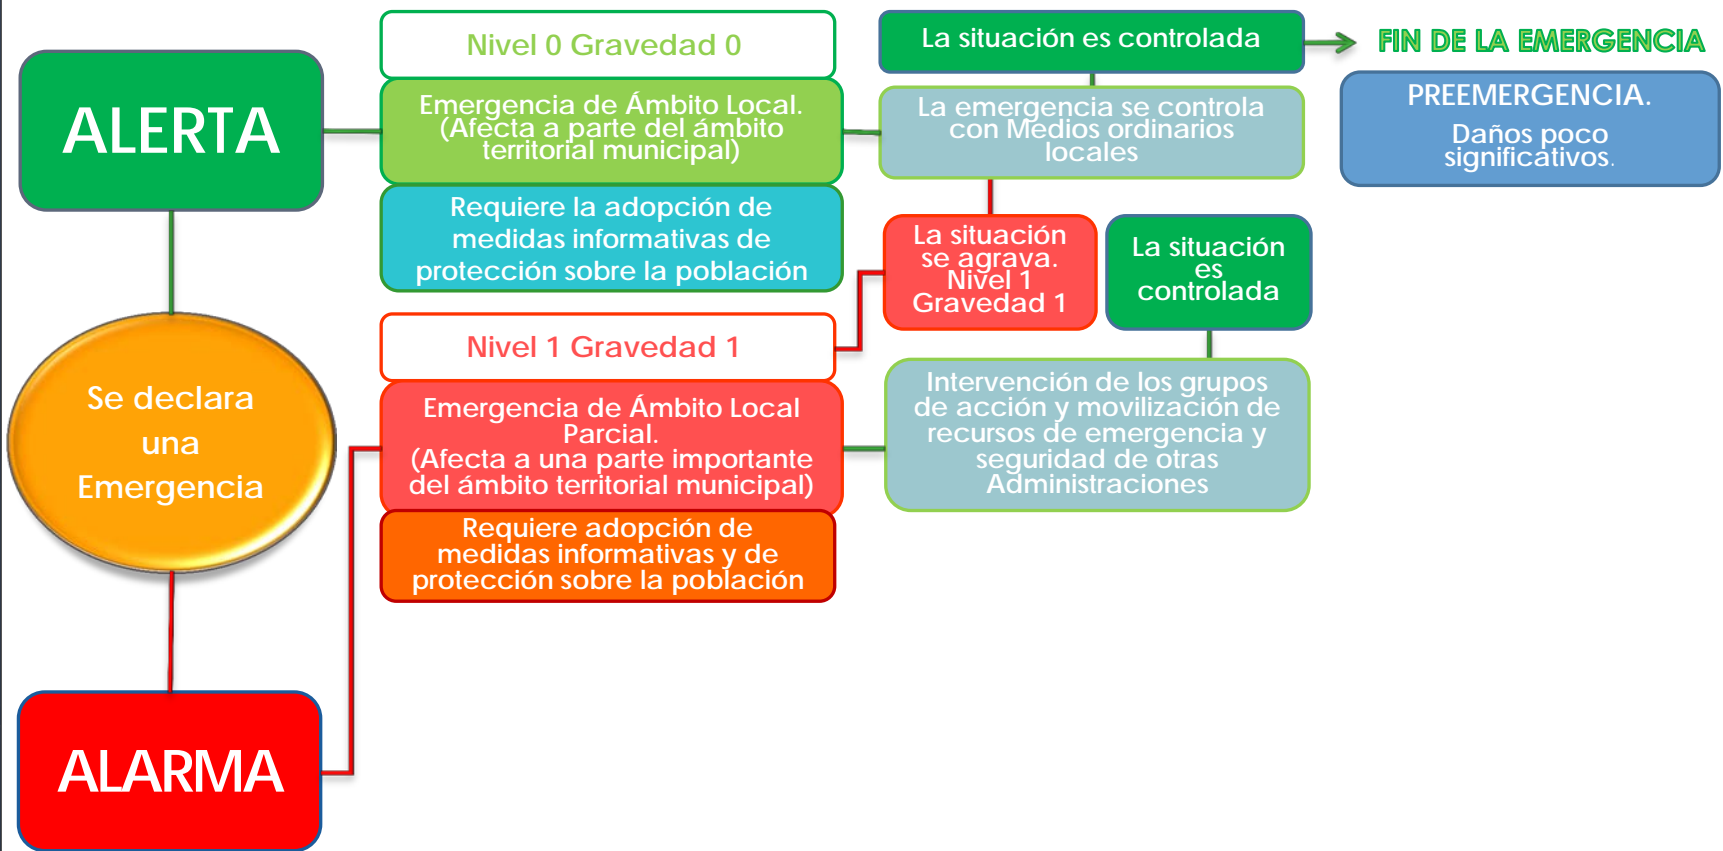 ALERTA
Nivel 0 Gravedad 0
Emergencia de Ámbito Local.
(Afecta a parte del ámbito
territorial municipal)
Requiere la adopción de
medidas informativas de
protección sobre la población
La situación es controlada
FIN DE LA EMERGENCIA
La emergencia se controla
con Medios ordinarios
locales
PREEMERGENCIA.
Daños poco
significativos.
La situación
se agrava.
Nivel 1
Gravedad 1
La situación
es
controlada
Se declara
una
Emergencia
Nivel 1 Gravedad 1
Emergencia de Ámbito Local
Parcial.
(Afecta a una parte importante
del ámbito territorial municipal)
Requiere adopción de
medidas informativas y de
protección sobre la población
Intervención de los grupos
de acción y movilización de
recursos de emergencia y
seguridad de otras
Administraciones
ALARMA